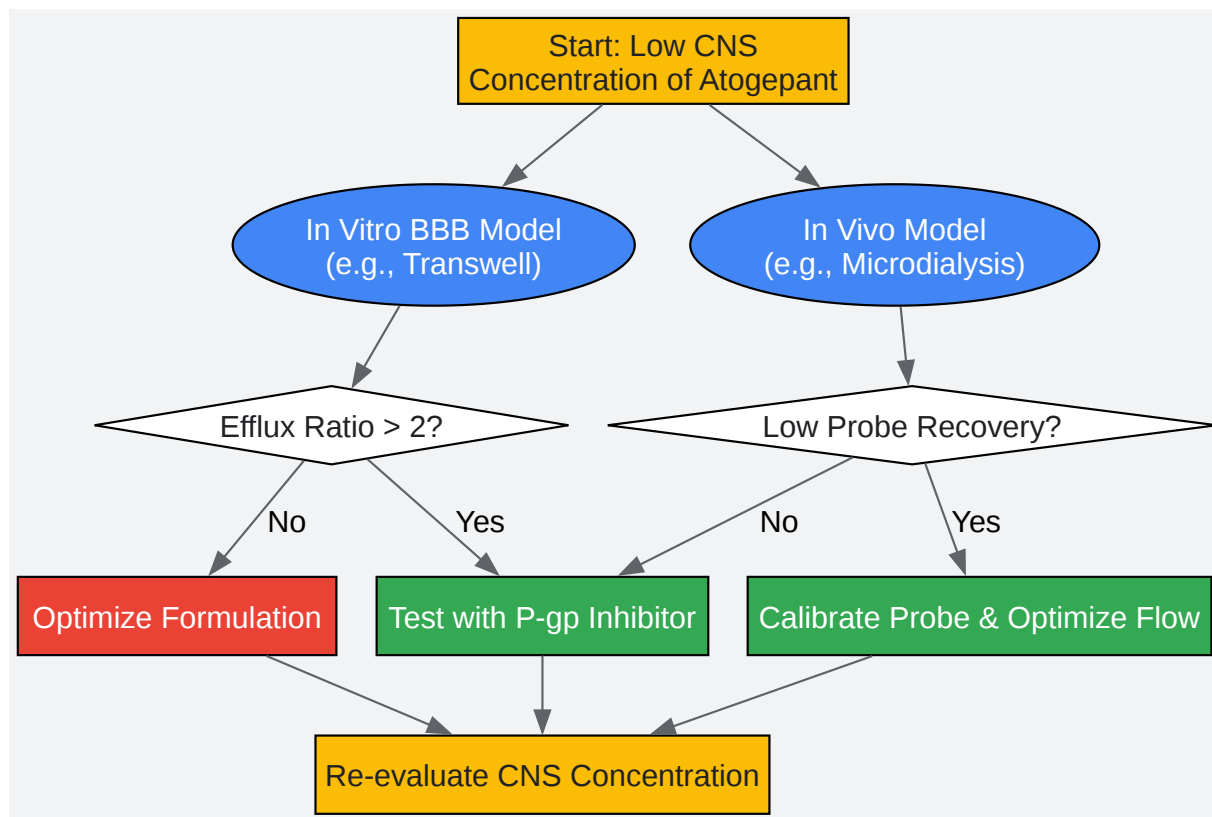 Start: Low CNS
Concentration of Atogepant
In Vitro BBB Model
(e.g., Transwell)
In Vivo Model
(e.g., Microdialysis)
Efflux Ratio > 2?
Low Probe Recovery?
No
Yes
No
Yes
Optimize Formulation
Test with P-gp Inhibitor
Calibrate Probe & Optimize Flow
Re-evaluate CNS Concentration